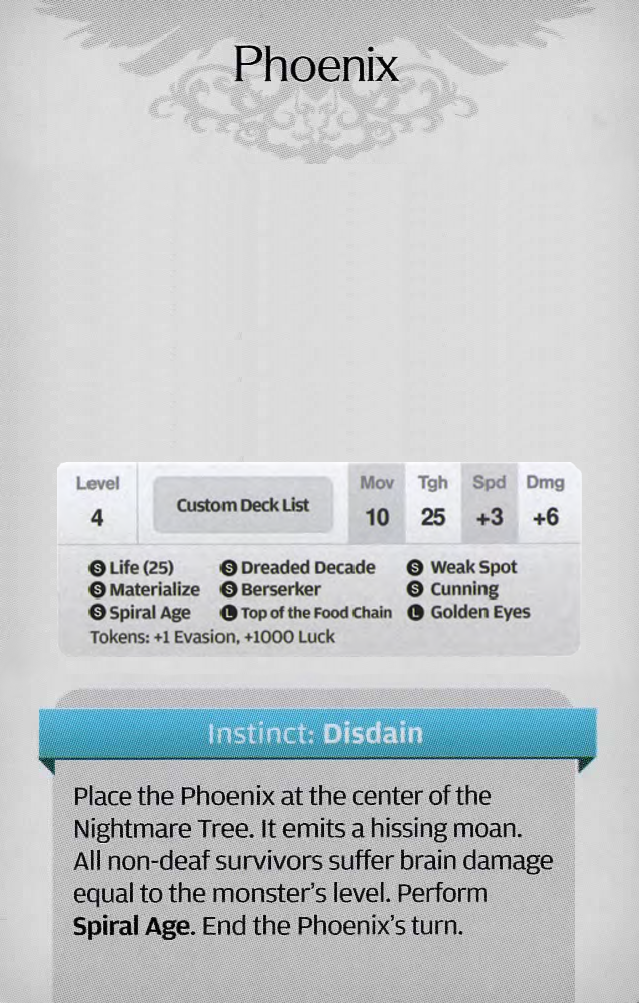 Phoenix
Level Mov Tgh Spd Dmg
4 Custom Deck List 10 25 +3 +6
S Life (25) S Dreaded Decade S Weak Spot
S Materialize S Berserker S Cunning
S Spiral Age L Top of the Food Chain L Golden Eyes
Tokens: +1 Evasion, +1000 Luck
Instinct: Disdain
Place the Phoenix at the center of the
Nightmare Tree. It emits a hissing moan.
All non-deaf survivors suffer brain damage
equal to the monster's level. Perform
Spiral Age. End the Phoenix's turn.